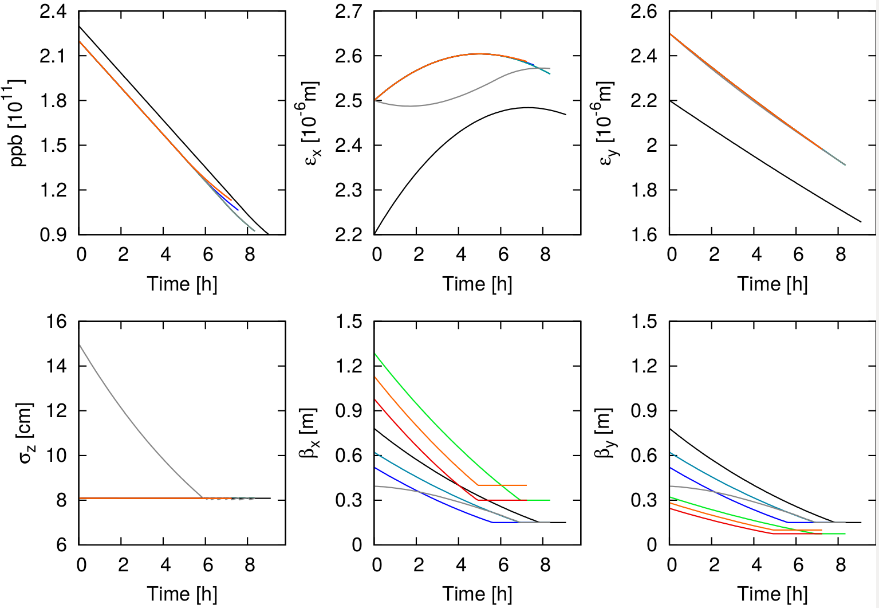 2.4
2.1
1.8
1.5
1.2
0.9
ppb [10^11]
0 2 4 6 8
Time [h]
2.7
2.6
2.5
2.4
2.3
2.2
ε_x [10^-6 m]
0 2 4 6 8
Time [h]
2.6
2.4
2.2
2
1.8
1.6
ε_y [10^-6 m]
0 2 4 6 8
Time [h]
16
14
12
10
8
6
σ_z [cm]
0 2 4 6 8
Time [h]
1.5
1.2
0.9
0.6
0.3
0
β_x [m]
0 2 4 6 8
Time [h]
1.5
1.2
0.9
0.6
0.3
0
β_y [m]
0 2 4 6 8
Time [h]